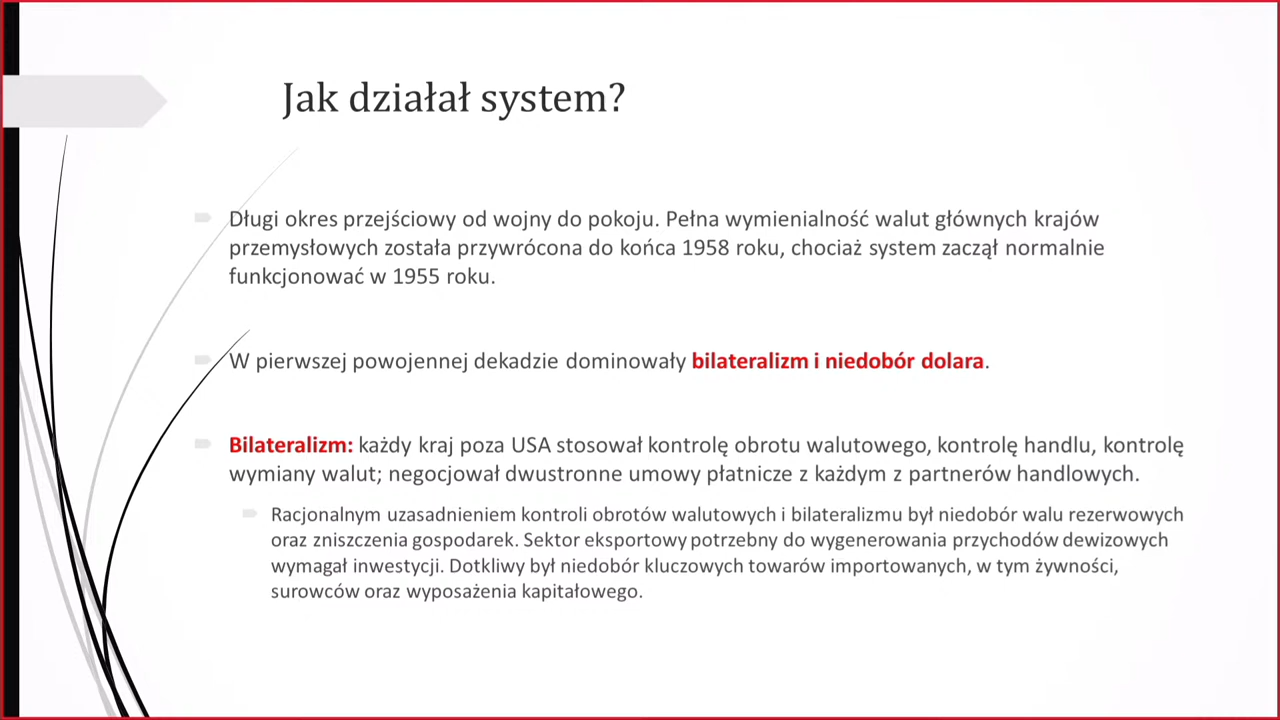 Jak działał system?
Długi okres przejściowy od wojny do pokoju. Pełna wymienialność walut głównych krajów
przemysłowych została przywrócona do końca 1958 roku, chociaż system zaczął normalnie
funkcjonować w 1955 roku.
W pierwszej powojennej dekadzie dominowały bilateralizm i niedobór dolara.
Bilateralizm: każdy kraj poza USA stosował kontrolę obrotu walutowego, kontrolę handlu, kontrolę
wymiany walut; negocjował dwustronne umowy płatnicze z każdym z partnerów handlowych.
Racjonalnym uzasadnieniem kontroli obrotów walutowych i bilateralizmu był niedobór walu rezerwowych
oraz zniszczenia gospodarek. Sektor eksportowy potrzebny do wygenerowania przychodów dewizowych
wymagał inwestycji. Dotkliwy był niedobór kluczowych towarów importowanych, w tym żywności,
surowców oraz wyposażenia kapitałowego.